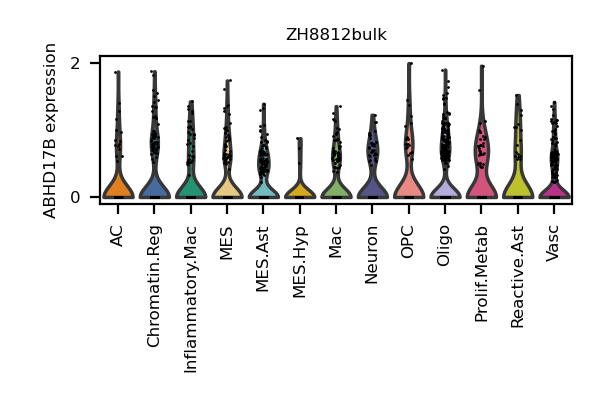 ZH8812bulk
ABHD17B expression
2
0
AC
Chromatin.Reg
Inflammatory.Mac
MES
MES.Ast
MES.Hyp
Mac
Neuron
OPC
Oligo
Prolif.Metab
Reactive.Ast
Vasc